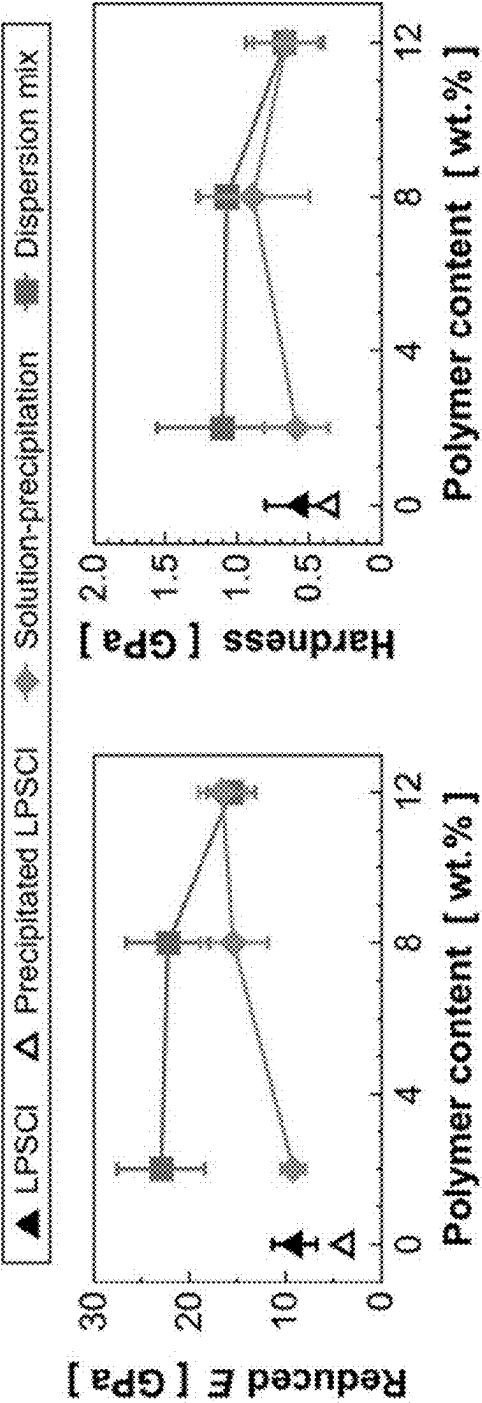 LPSCl Precipitated LPSCl Solution-precipitation Dispersion mix
Reduced E [ GPa ]
30
20
10
0
0 4 8 12
Polymer content [ wt.% ]
Hardness [ GPa ]
2.0
1.5
1.0
0.5
0
0 4 8 12
Polymer content [ wt.% ]